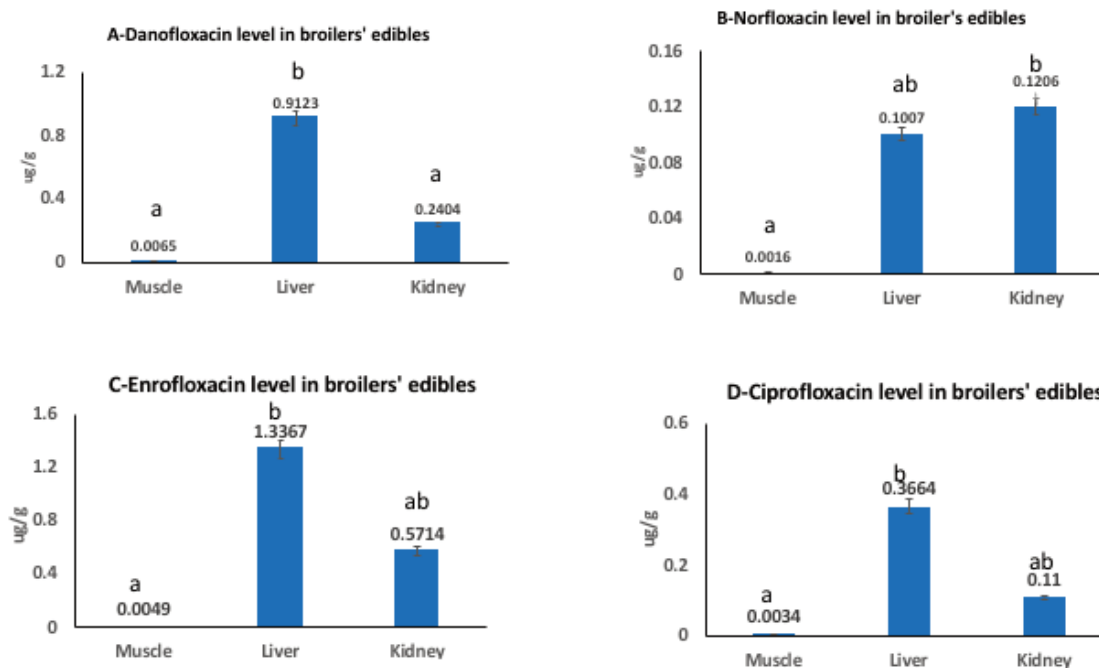 A-Danofloxacin level in broilers' edibles
1.2
0.8
0.4
0
ug/g
a
0.0065
b
0.9123
a
0.2404
Muscle Liver Kidney
B-Norfloxacin level in broiler's edibles
0.16
0.12
0.08
0.04
0
ug/g
a
0.0016
ab
0.1007
b
0.1206
Muscle Liver Kidney
C-Enrofloxacin level in broilers' edibles
1.6
1.2
0.8
0.4
0
ug/g
a
0.0049
b
1.3367
ab
0.5714
Muscle Liver Kidney
D-Ciprofloxacin level in broilers' edibles
0.6
0.4
0.2
0
ug/g
a
0.0034
b
0.3664
ab
0.11
Muscle Liver Kidney